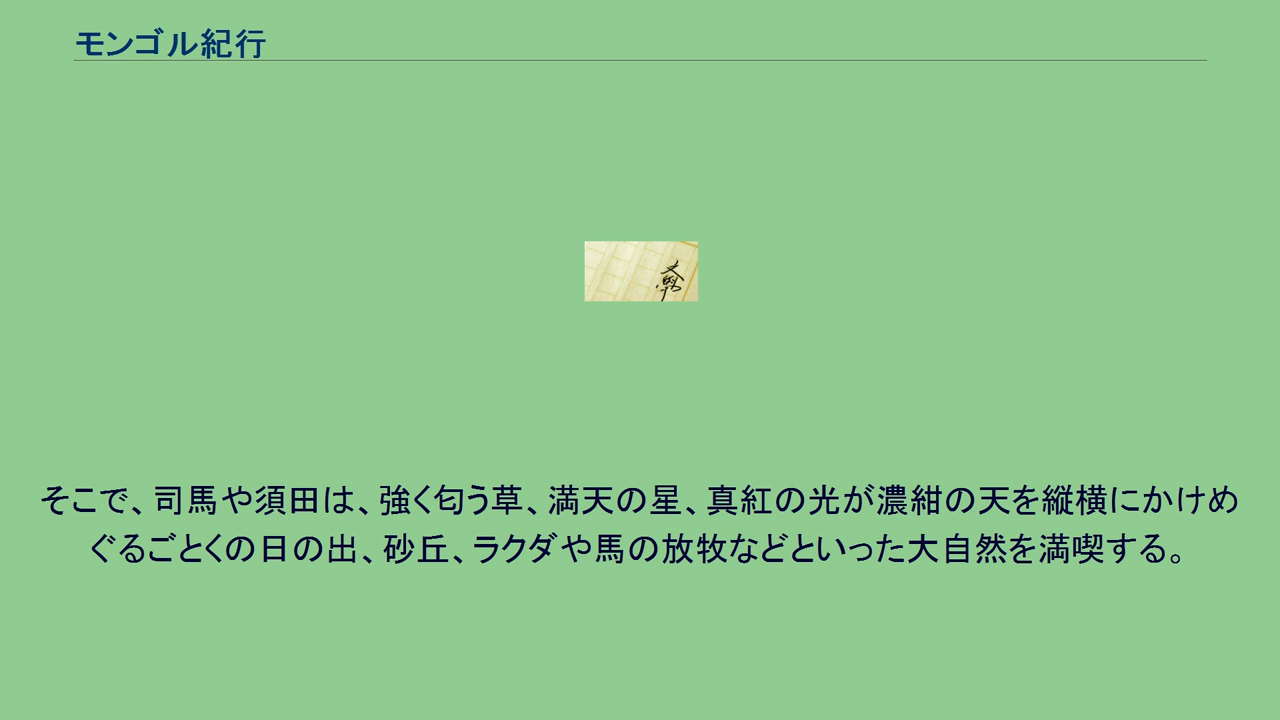 モンゴル紀行
そこで、司馬や須田は、強く匂う草、満天の星、真紅の光が濃紺の天を縦横にかけめ
ぐるごとくの日の出、砂丘、ラクダや馬の放牧などといった大自然を満喫する。